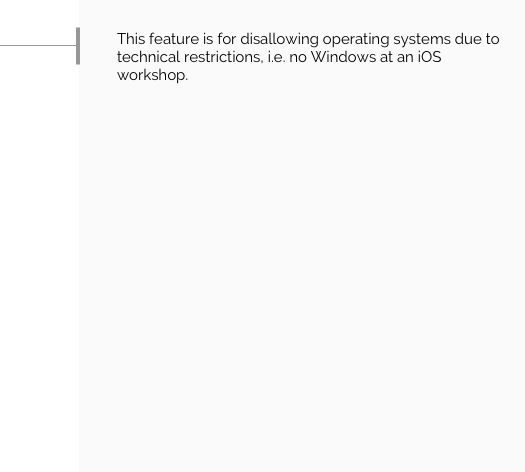 This feature is for disallowing operating systems due to
technical restrictions, i.e. no Windows at an iOS
workshop.